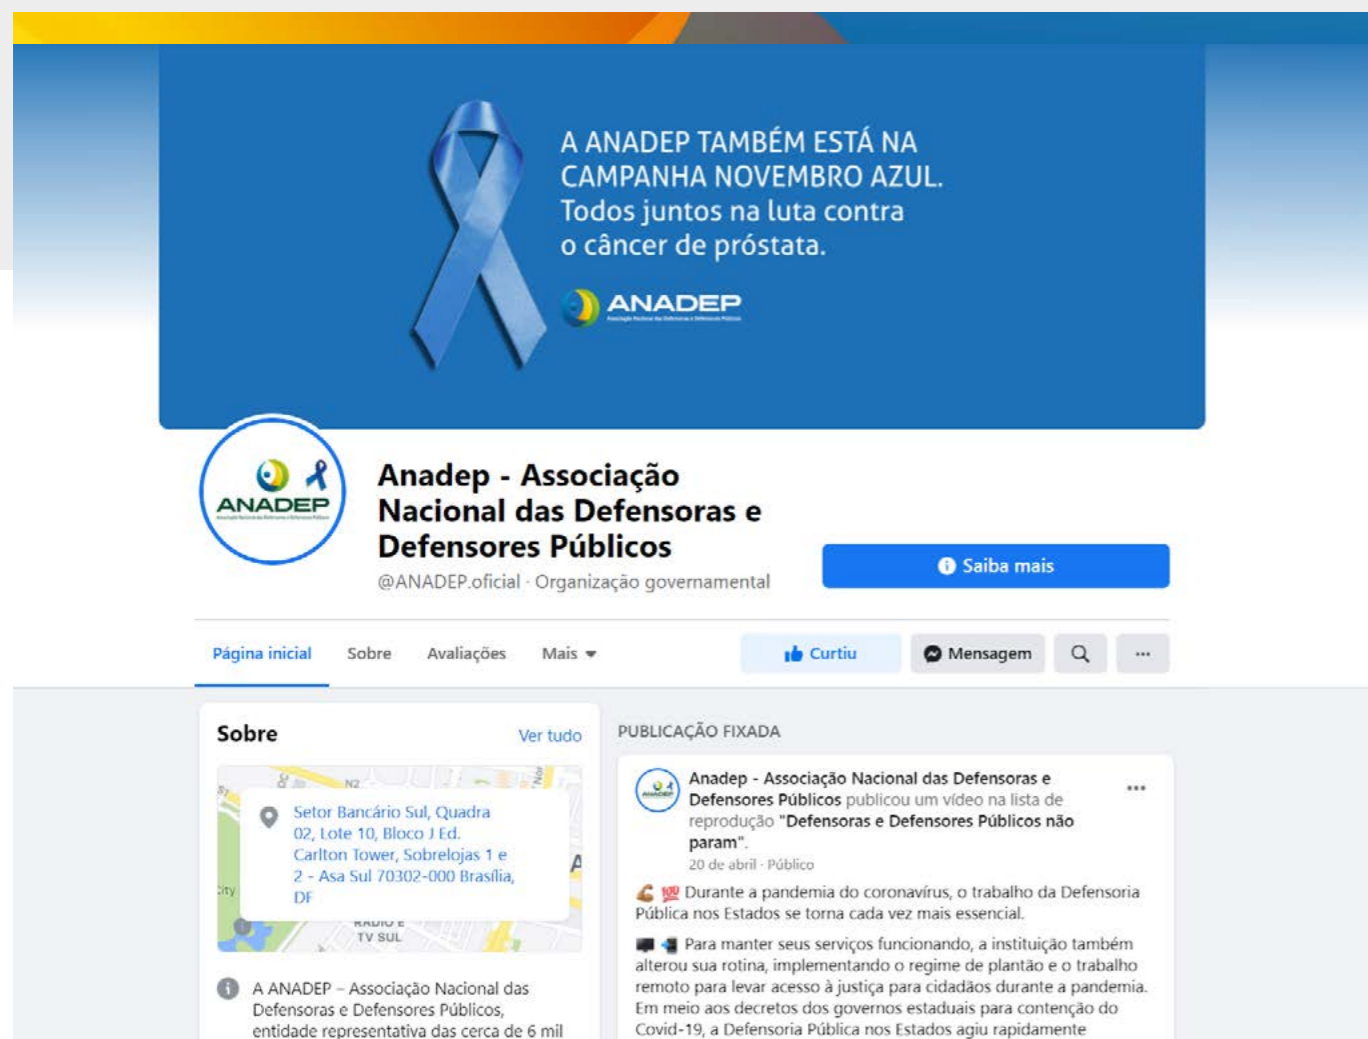 A ANADEP TAMBÉM ESTÁ NA
CAMPANHA NOVEMBRO AZUL.
Todos juntos na luta contra
o câncer de próstata.
ANADEP
ANADEP
Anadep - Associação
Nacional das Defensoras e
Defensores Públicos
@ANADEP.oficial · Organização governamental
Saiba mais
Página inicial
Sobre
Avaliações
Mais
Curtiu
Mensagem
Sobre
Ver tudo
N2
Setor Bancário Sul, Quadra
02, Lote 10, Bloco J Ed.
Carlton Tower, Sobrelojas 1 e
2 - Asa Sul 70302-000 Brasília,
DF
RÁDIO E
TV SUL
A ANADEP – Associação Nacional das
Defensoras e Defensores Públicos,
entidade representativa das cerca de 6 mil
PUBLICAÇÃO FIXADA
Anadep - Associação Nacional das Defensoras e
Defensores Públicos publicou um vídeo na lista de
reprodução "Defensoras e Defensores Públicos não
param".
20 de abril · Público
💪🏾 💯 Durante a pandemia do coronavírus, o trabalho da Defensoria
Pública nos Estados se torna cada vez mais essencial.
🖥 📲 Para manter seus serviços funcionando, a instituição também
alterou sua rotina, implementando o regime de plantão e o trabalho
remoto para levar acesso à justiça para cidadãos durante a pandemia.
Em meio aos decretos dos governos estaduais para contenção do
Covid-19, a Defensoria Pública nos Estados agiu rapidamente